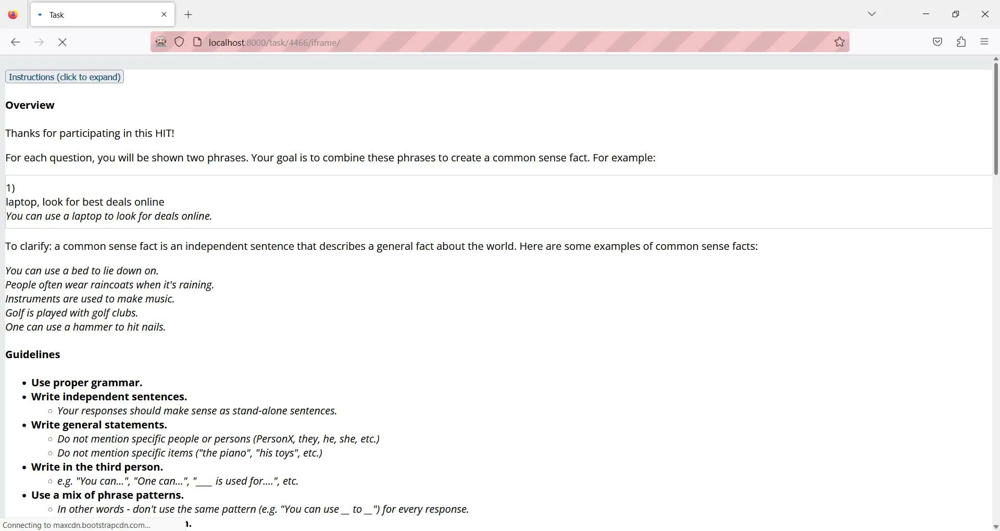 Task
localhost:8000/task/4466/iframe/
Instructions (click to expand)
Overview
Thanks for participating in this HIT!
For each question, you will be shown two phrases. Your goal is to combine these phrases to create a common sense fact. For example:
1)
laptop, look for best deals online
You can use a laptop to look for deals online.
To clarify: a common sense fact is an independent sentence that describes a general fact about the world. Here are some examples of common sense facts:
You can use a bed to lie down on.
People often wear raincoats when it's raining.
Instruments are used to make music.
Golf is played with golf clubs.
One can use a hammer to hit nails.
Guidelines
• Use proper grammar.
• Write independent sentences.
◦ Your responses should make sense as stand-alone sentences.
• Write general statements.
◦ Do not mention specific people or persons (PersonX, they, he, she, etc.)
◦ Do not mention specific items ("the piano", "his toys", etc.)
• Write in the third person.
◦ e.g. "You can...", "One can...", "____ is used for....", etc.
• Use a mix of phrase patterns.
◦ In other words - don't use the same pattern (e.g. "You can use __ to __") for every response.
Connecting to maxcdn.bootstrapcdn.com...